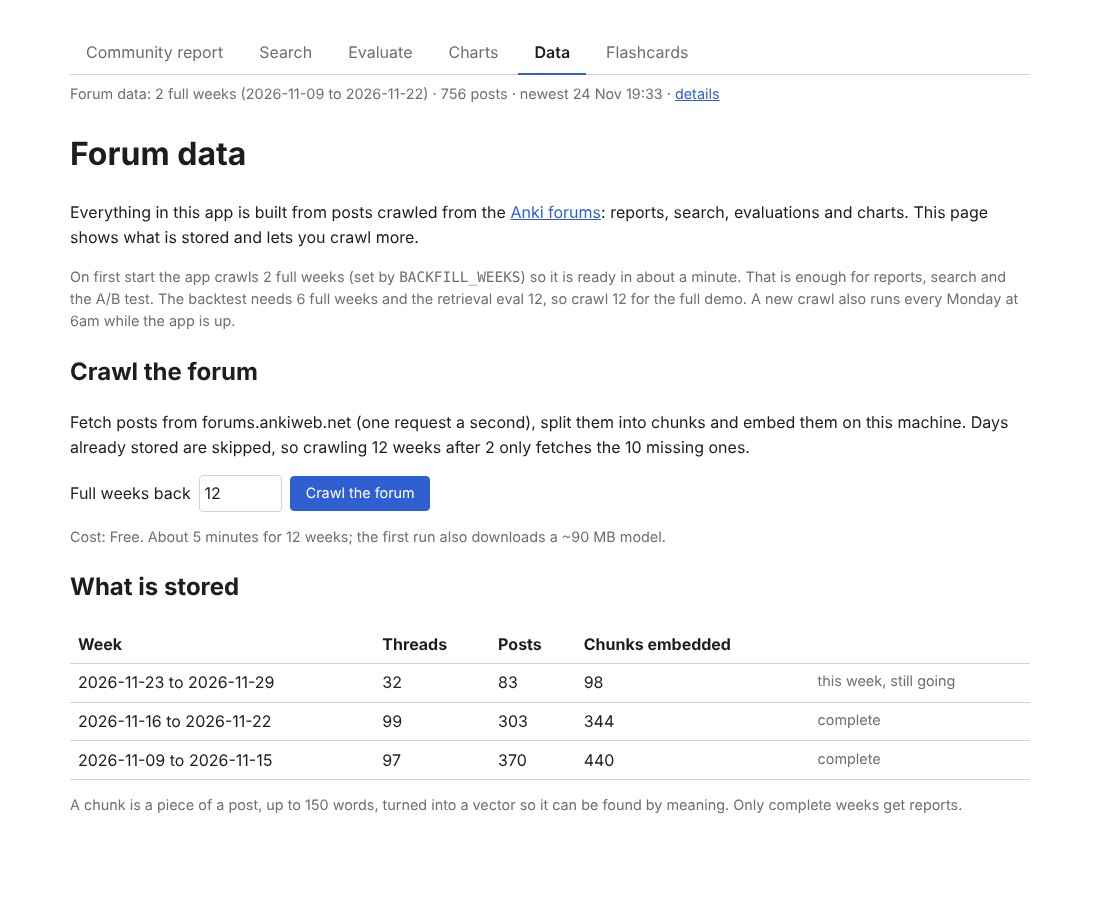 Community report Search Evaluate Charts Data Flashcards
Forum data: 2 full weeks (2026-11-09 to 2026-11-22) · 756 posts · newest 24 Nov 19:33 · details
Forum data
Everything in this app is built from posts crawled from the Anki forums: reports, search, evaluations and charts. This page
shows what is stored and lets you crawl more.
On first start the app crawls 2 full weeks (set by BACKFILL_WEEKS) so it is ready in about a minute. That is enough for reports, search and
the A/B test. The backtest needs 6 full weeks and the retrieval eval 12, so crawl 12 for the full demo. A new crawl also runs every Monday at
6am while the app is up.
Crawl the forum
Fetch posts from forums.ankiweb.net (one request a second), split them into chunks and embed them on this machine. Days
already stored are skipped, so crawling 12 weeks after 2 only fetches the 10 missing ones.
Full weeks back 12 Crawl the forum
Cost: Free. About 5 minutes for 12 weeks; the first run also downloads a ~90 MB model.
What is stored
Week Threads Posts Chunks embedded
2026-11-23 to 2026-11-29 32 83 98 this week, still going
2026-11-16 to 2026-11-22 99 303 344 complete
2026-11-09 to 2026-11-15 97 370 440 complete
A chunk is a piece of a post, up to 150 words, turned into a vector so it can be found by meaning. Only complete weeks get reports.